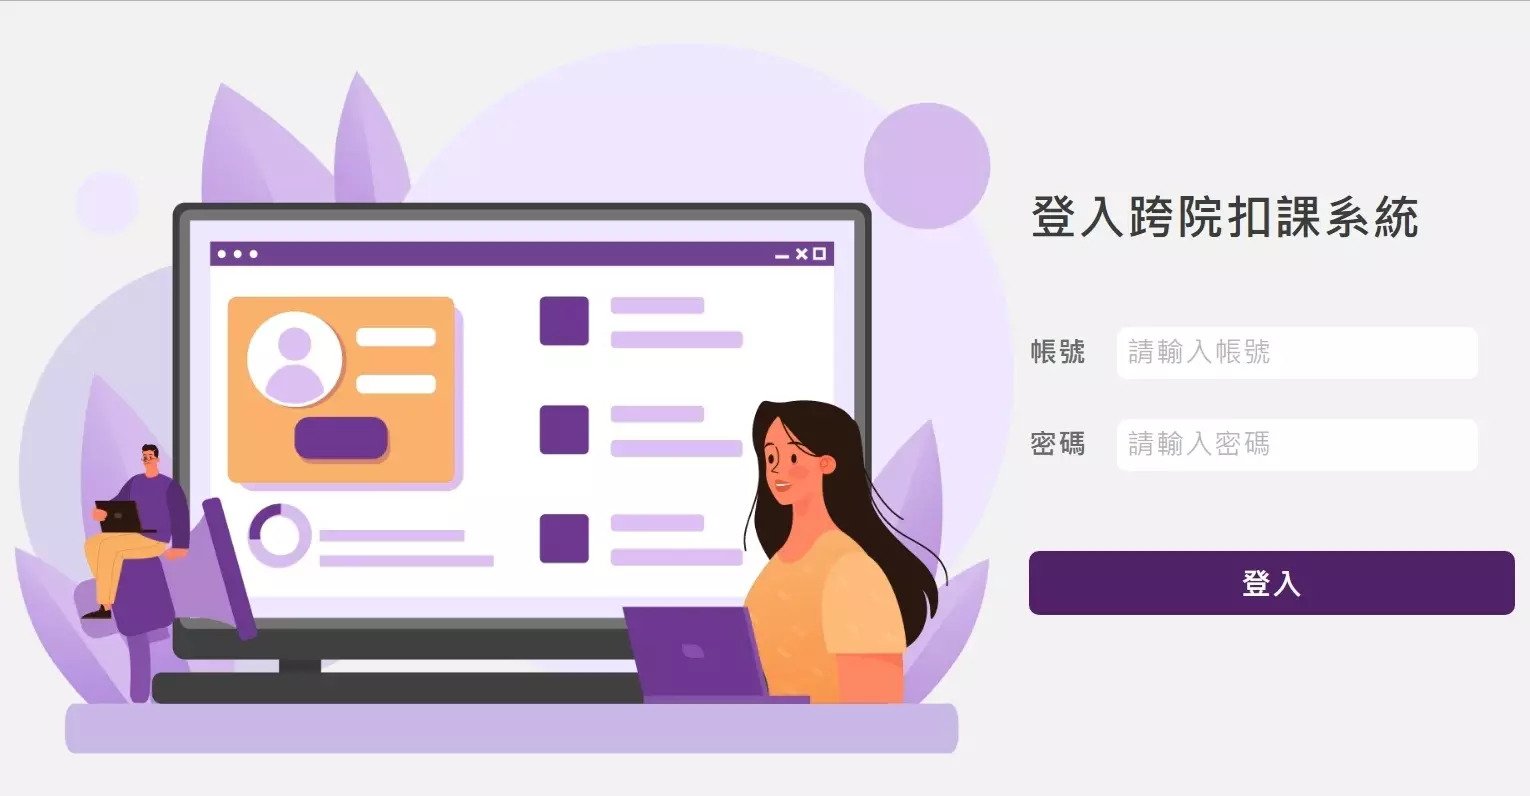 登入跨院扣課系統
帳號 請輸入帳號
密碼 請輸入密碼
登入